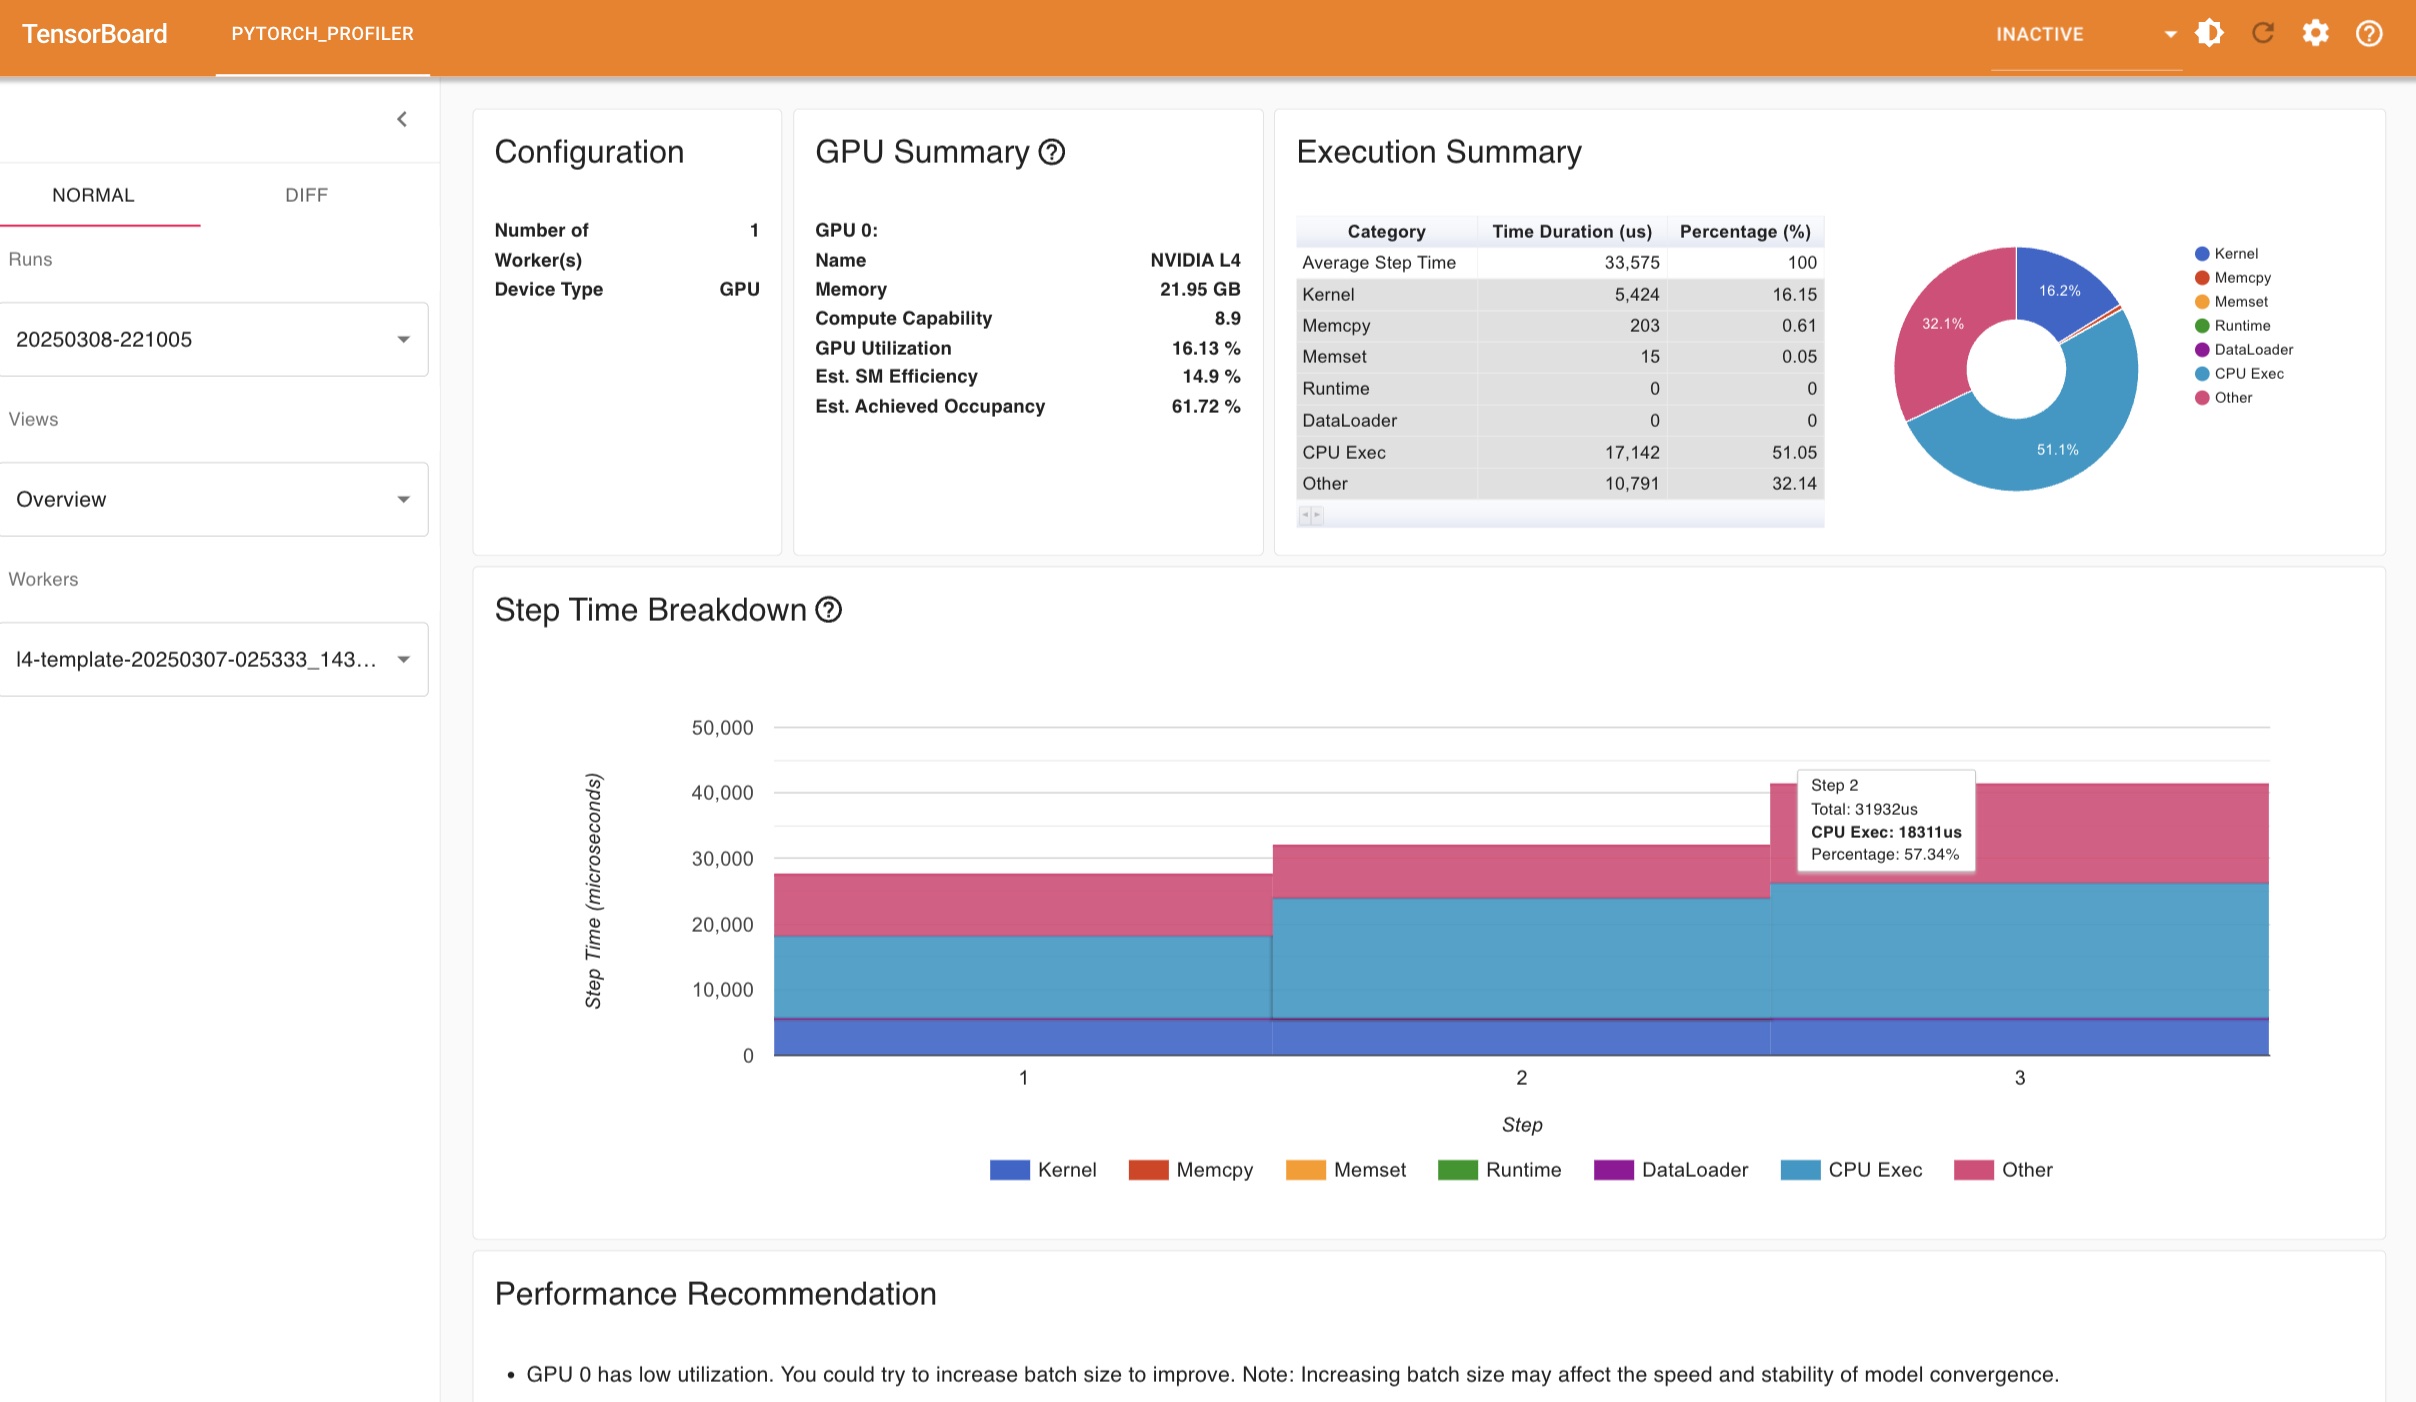 TensorBoard
PYTORCH_PROFILER
INACTIVE
NORMAL
DIFF
Runs
20250308-221005
Views
Overview
Workers
l4-template-20250307-025333_143...
Configuration
Number of Worker(s) 1
Device Type GPU
GPU Summary
GPU 0:
Name NVIDIA L4
Memory 21.95 GB
Compute Capability 8.9
GPU Utilization 16.13 %
Est. SM Efficiency 14.9 %
Est. Achieved Occupancy 61.72 %
Execution Summary
Category Time Duration (us) Percentage (%)
Average Step Time 33,575 100
Kernel 5,424 16.15
Memcpy 203 0.61
Memset 15 0.05
Runtime 0 0
DataLoader 0 0
CPU Exec 17,142 51.05
Other 10,791 32.14
16.2%
32.1%
51.1%
Kernel
Memcpy
Memset
Runtime
DataLoader
CPU Exec
Other
Step Time Breakdown
Step Time (microseconds)
50,000
40,000
30,000
20,000
10,000
0
Step 2
Total: 31932us
CPU Exec: 18311us
Percentage: 57.34%
1 2 3
Step
Kernel Memcpy Memset Runtime DataLoader CPU Exec Other
Performance Recommendation
• GPU 0 has low utilization. You could try to increase batch size to improve. Note: Increasing batch size may affect the speed and stability of model convergence.